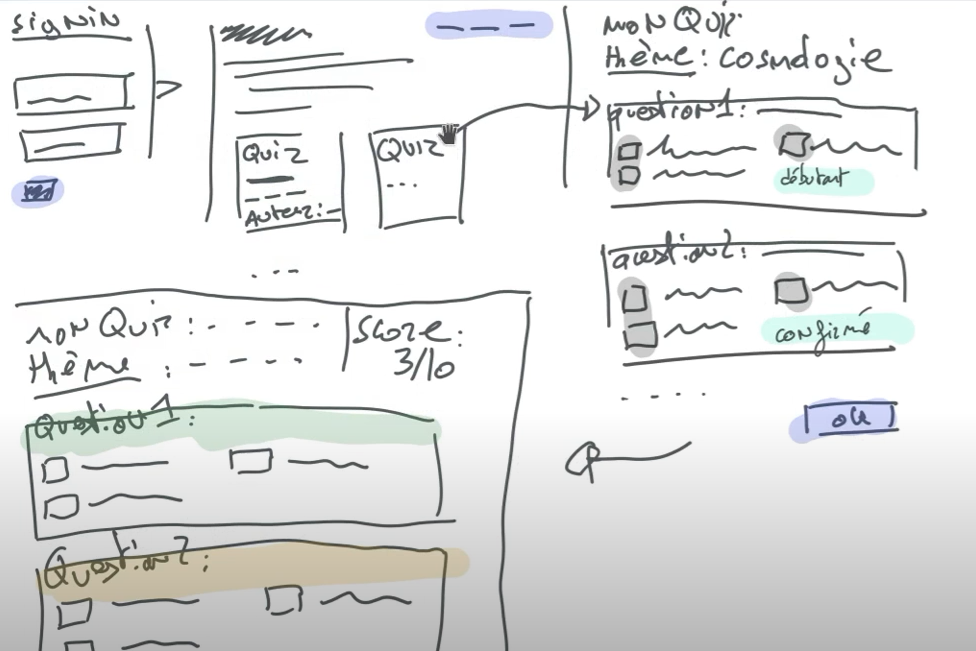 signin
Quiz
Auteur:
QUIZ
...
mon Quiz
thème: cosmologie
question 1:
débutant
question 2:
confirmé
ok
mon Quiz:
thème:
Score:
3/10
Question 1:
Question 2: